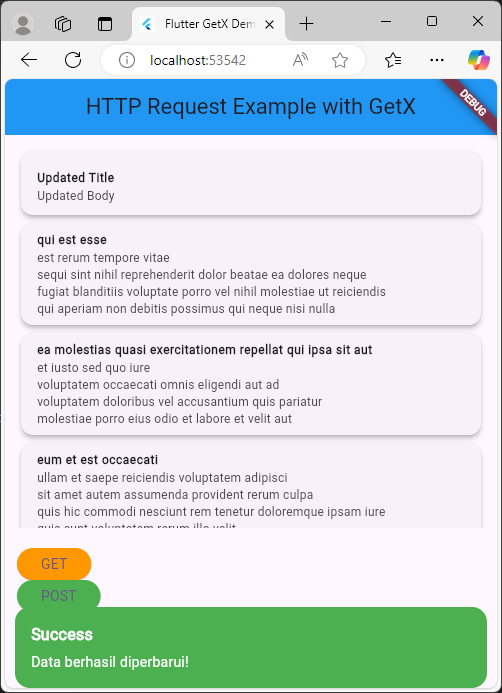 Flutter GetX Dem
localhost:53542
HTTP Request Example with GetX
DEBUG
Updated Title
Updated Body
qui est esse
est rerum tempore vitae
sequi sint nihil reprehenderit dolor beatae ea dolores neque
fugiat blanditiis voluptate porro vel nihil molestiae ut reiciendis
qui aperiam non debitis possimus qui neque nisi nulla
ea molestias quasi exercitationem repellat qui ipsa sit aut
et iusto sed quo iure
voluptatem occaecati omnis eligendi aut ad
voluptatem doloribus vel accusantium quis pariatur
molestiae porro eius odio et labore et velit aut
eum et est occaecati
ullam et saepe reiciendis voluptatem adipisci
sit amet autem assumenda provident rerum culpa
quis hic commodi nesciunt rem tenetur doloremque ipsam iure
quis sunt voluptatem rerum illo velit
GET
POST
Success
Data berhasil diperbarui!